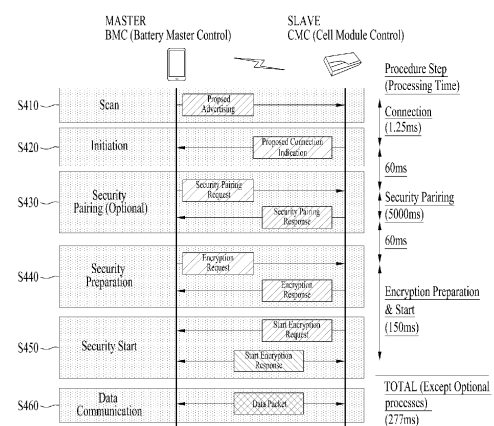 MASTER
BMC (Battery Master Control)
SLAVE
CMC (Cell Module Control)
Procedure Step
(Processing Time)
S410
Scan
Propsed
Advertising
Connection
(1.25ms)
S420
Initiation
Proposed Connection
Indication
60ms
S430
Security
Pairing (Optional)
Security Pairing
Request
Security Pairing
Response
Security Pairing
(5000ms)
60ms
S440
Security
Preparation
Encryption
Request
Encryption
Response
Encryption Preparation
& Start
(150ms)
S450
Security Start
Start Encryption
Request
Start Encryption
Response
S460
Data
Communication
Data Packet
TOTAL (Except Optional
processes)
(277ms)